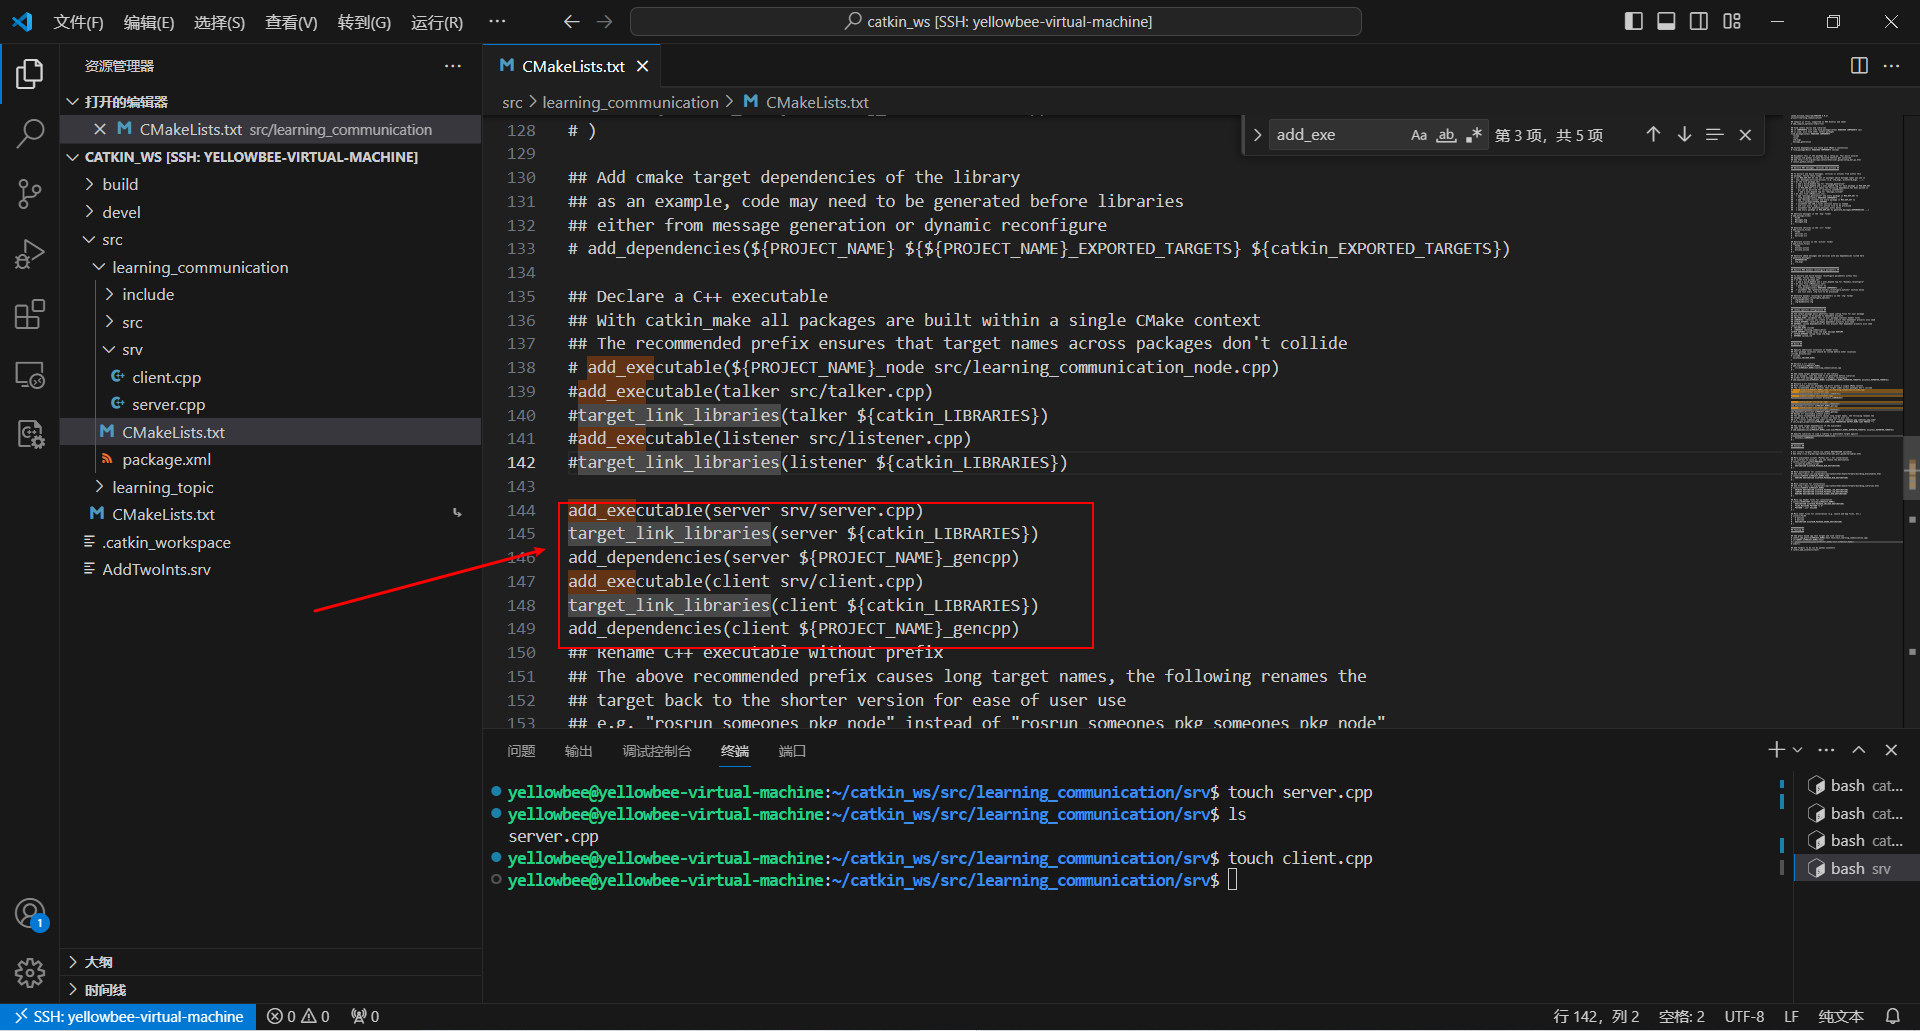 文件(F) 编辑(E) 选择(S) 查看(V) 转到(G) 运行(R) ··· catkin_ws [SSH: yellowbee-virtual-machine]
资源管理器
打开的编辑器
CMakeLists.txt src/learning_communication
CATKIN_WS [SSH: YELLOWBEE-VIRTUAL-MACHINE]
build
devel
src
learning_communication
include
src
srv
client.cpp
server.cpp
CMakeLists.txt
package.xml
learning_topic
CMakeLists.txt
.catkin_workspace
AddTwoInts.srv
大纲
时间线
CMakeLists.txt
src > learning_communication > CMakeLists.txt
add_exe Aa ab 第 3 项，共 5 项
128 # )
129
130 ## Add cmake target dependencies of the library
131 ## as an example, code may need to be generated before libraries
132 ## either from message generation or dynamic reconfigure
133 # add_dependencies(${PROJECT_NAME} ${${PROJECT_NAME}_EXPORTED_TARGETS} ${catkin_EXPORTED_TARGETS})
134
135 ## Declare a C++ executable
136 ## With catkin_make all packages are built within a single CMake context
137 ## The recommended prefix ensures that target names across packages don't collide
138 # add_executable(${PROJECT_NAME}_node src/learning_communication_node.cpp)
139 #add_executable(talker src/talker.cpp)
140 #target_link_libraries(talker ${catkin_LIBRARIES})
141 #add_executable(listener src/listener.cpp)
142 #target_link_libraries(listener ${catkin_LIBRARIES})
143
144 add_executable(server srv/server.cpp)
145 target_link_libraries(server ${catkin_LIBRARIES})
146 add_dependencies(server ${PROJECT_NAME}_gencpp)
147 add_executable(client srv/client.cpp)
148 target_link_libraries(client ${catkin_LIBRARIES})
149 add_dependencies(client ${PROJECT_NAME}_gencpp)
150 ## Rename C++ executable without prefix
151 ## The above recommended prefix causes long target names, the following renames the
152 ## target back to the shorter version for ease of user use
153 ## e.g. "rosrun someones_pkg node" instead of "rosrun someones_pkg someones_pkg_node"
问题 输出 调试控制台 终端 端口
yellowbee@yellowbee-virtual-machine:~/catkin_ws/src/learning_communication/srv$ touch server.cpp
yellowbee@yellowbee-virtual-machine:~/catkin_ws/src/learning_communication/srv$ ls
server.cpp
yellowbee@yellowbee-virtual-machine:~/catkin_ws/src/learning_communication/srv$ touch client.cpp
yellowbee@yellowbee-virtual-machine:~/catkin_ws/src/learning_communication/srv$
bash cat...
bash cat...
bash cat...
bash srv
1
SSH: yellowbee-virtual-machine 0 0 0 行 142，列 2 空格: 2 UTF-8 LF 纯文本